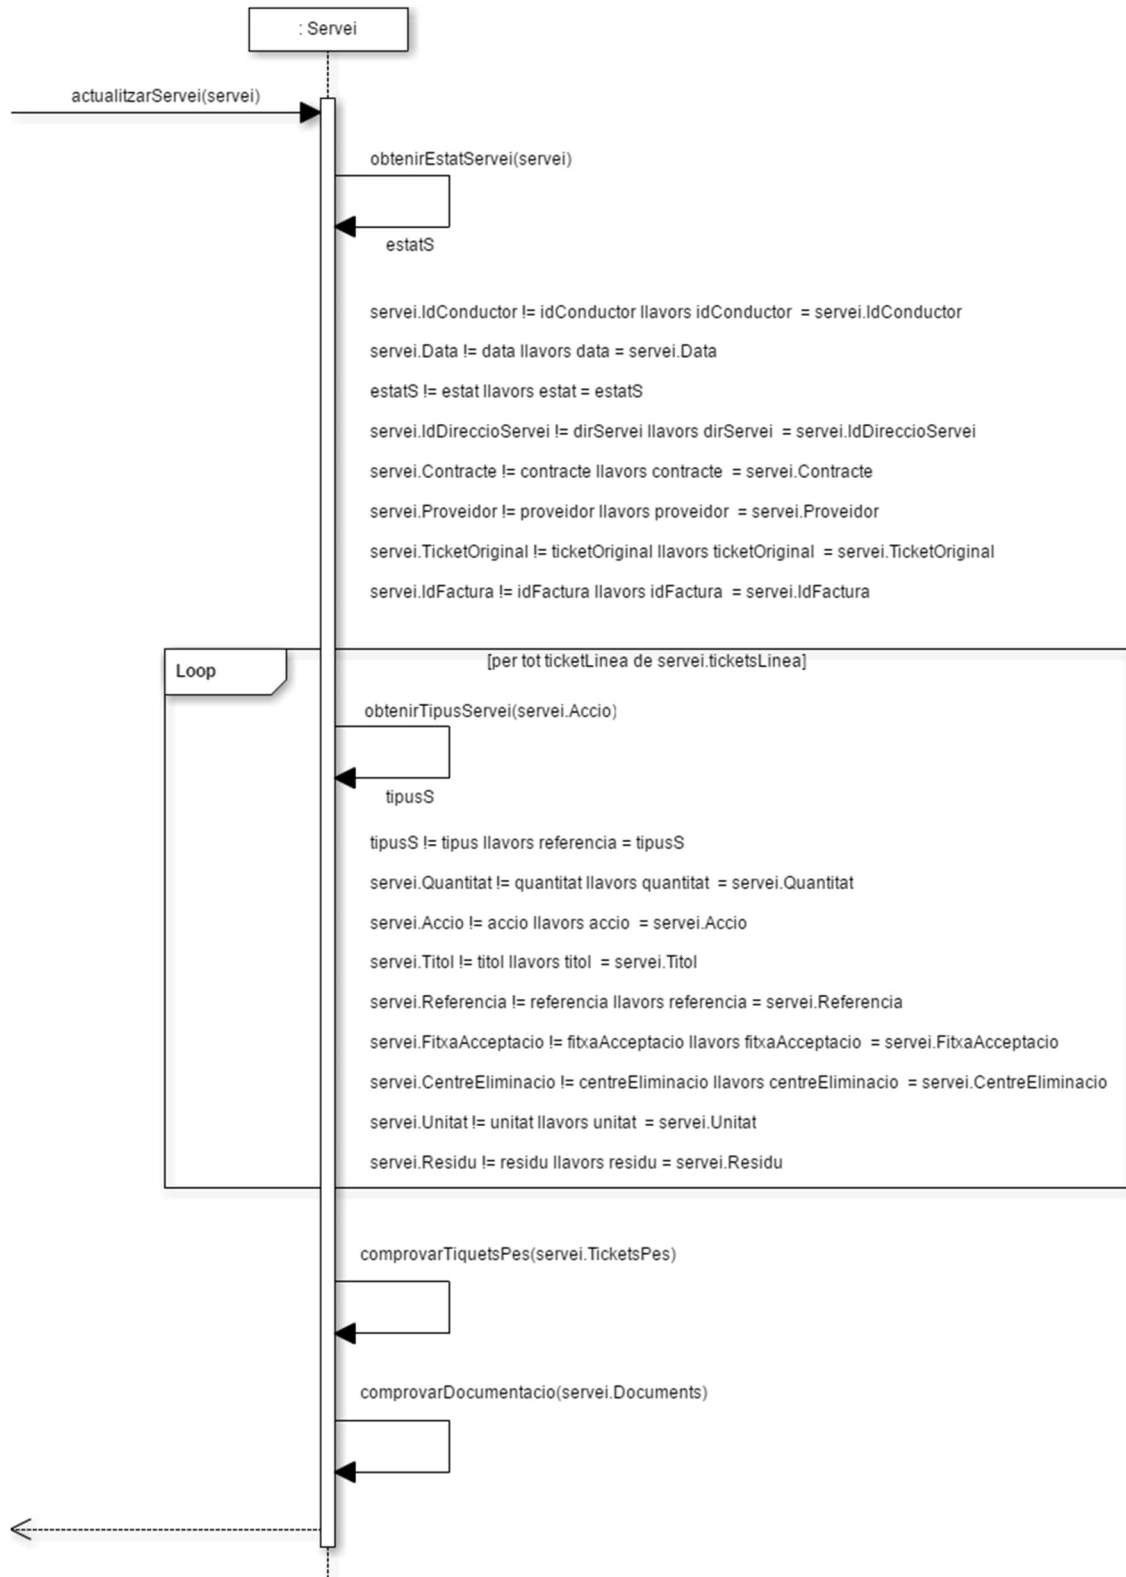 : Servei
actualitzarServei(servei)
obtenirEstatServei(servei)
estatS
servei.IdConductor != idConductor llavors idConductor = servei.IdConductor
servei.Data != data llavors data = servei.Data
estatS != estat llavors estat = estatS
servei.IdDireccioServei != dirServei llavors dirServei = servei.IdDireccioServei
servei.Contracte != contracte llavors contracte = servei.Contracte
servei.Proveidor != proveidor llavors proveidor = servei.Proveidor
servei.TicketOriginal != ticketOriginal llavors ticketOriginal = servei.TicketOriginal
servei.IdFactura != idFactura llavors idFactura = servei.IdFactura
Loop
[per tot ticketLinea de servei.ticketsLinea]
obtenirTipusServei(servei.Accio)
tipusS
tipusS != tipus llavors referencia = tipusS
servei.Quantitat != quantitat llavors quantitat = servei.Quantitat
servei.Accio != accio llavors accio = servei.Accio
servei.Titol != titol llavors titol = servei.Titol
servei.Referencia != referencia llavors referencia = servei.Referencia
servei.FitxaAcceptacio != fitxaAcceptacio llavors fitxaAcceptacio = servei.FitxaAcceptacio
servei.CentreEliminacio != centreEliminacio llavors centreEliminacio = servei.CentreEliminacio
servei.Unitat != unitat llavors unitat = servei.Unitat
servei.Residu != residu llavors residu = servei.Residu
comprovarTiquetsPes(servei.TicketsPes)
comprovarDocumentacio(servei.Documents)